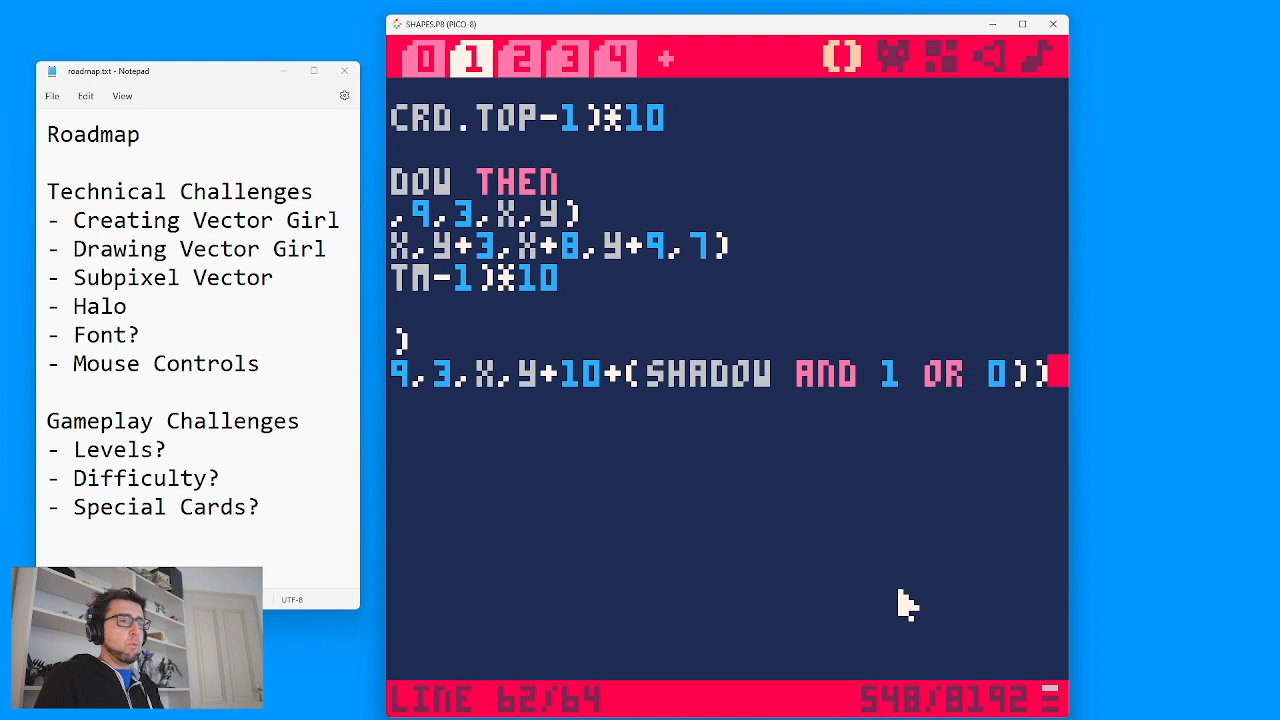 roadmap.txt - Notepad
File Edit View
Roadmap
Technical Challenges
- Creating Vector Girl
- Drawing Vector Girl
- Subpixel Vector
- Halo
- Font?
- Mouse Controls
Gameplay Challenges
- Levels?
- Difficulty?
- Special Cards?
UTF-8
SHAPES.P8 (PICO-8)
0 1 2 3 4 +
CRD.TOP-1)*10
DOW THEN
,9,3,X,Y)
X,Y+3,X+8,Y+9,7)
TM-1)*10
)
9,3,X,Y+10+(SHADOW AND 1 OR 0))
LINE 62/64 548/8192